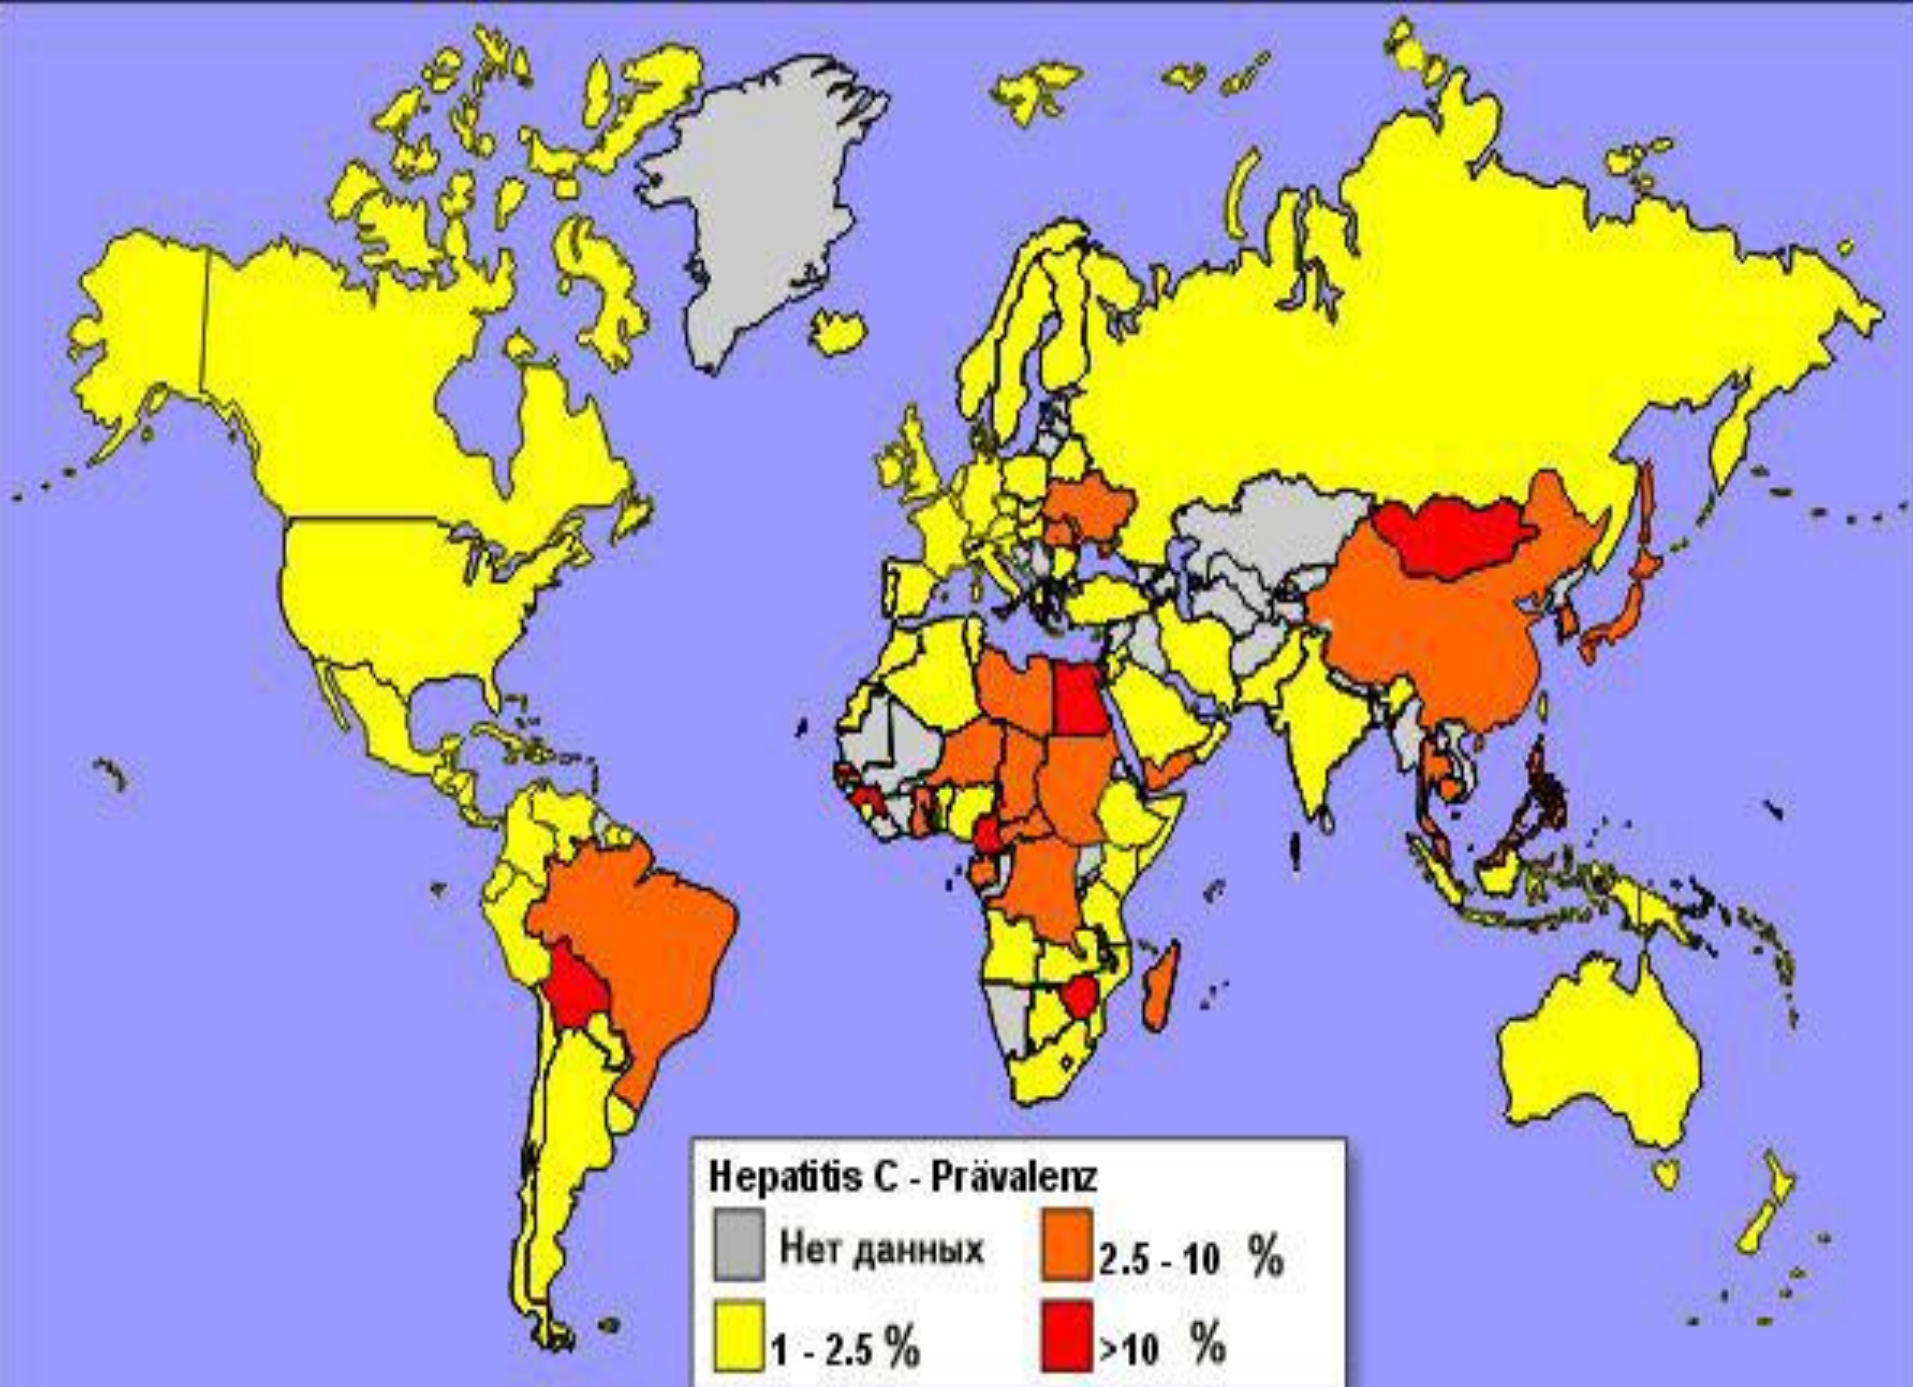 Hepatitis C - Prävalenz
Нет данных
2.5 - 10 %
1 - 2.5 %
>10 %